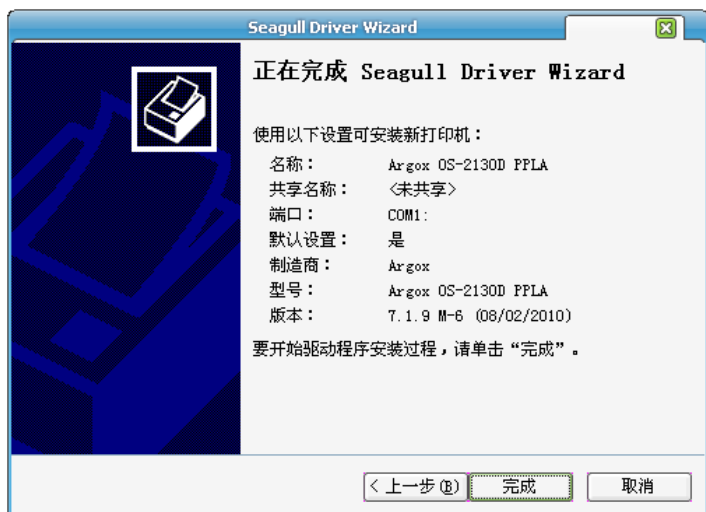 Seagull Driver Wizard
正在完成 Seagull Driver Wizard
使用以下设置可安装新打印机：
名称： Argox OS-2130D PPLA
共享名称： <未共享>
端口： COM1:
默认设置： 是
制造商： Argox
型号： Argox OS-2130D PPLA
版本： 7.1.9 M-6 (08/02/2010)
要开始驱动程序安装过程，请单击“完成”。
< 上一步(B) 完成 取消